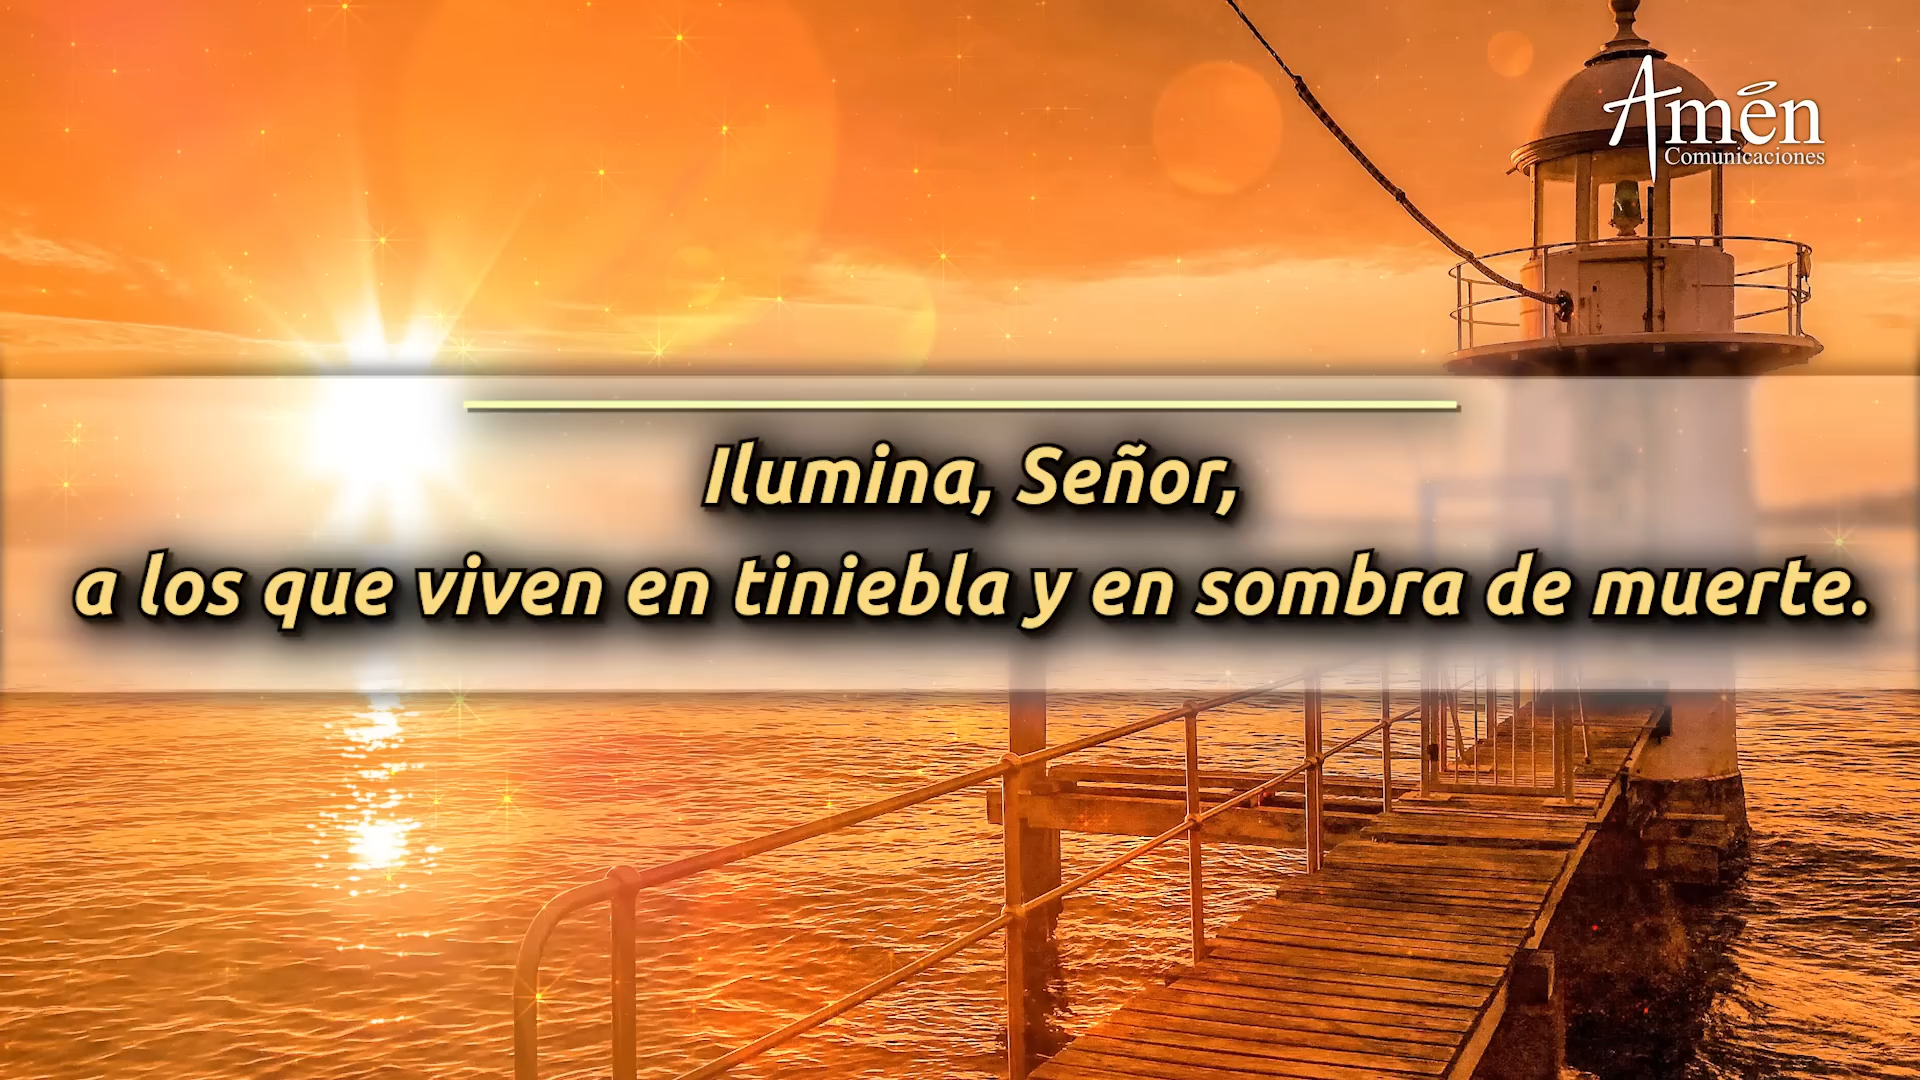 Amén
Comunicaciones
Ilumina, Señor,
a los que viven en tiniebla y en sombra de muerte.